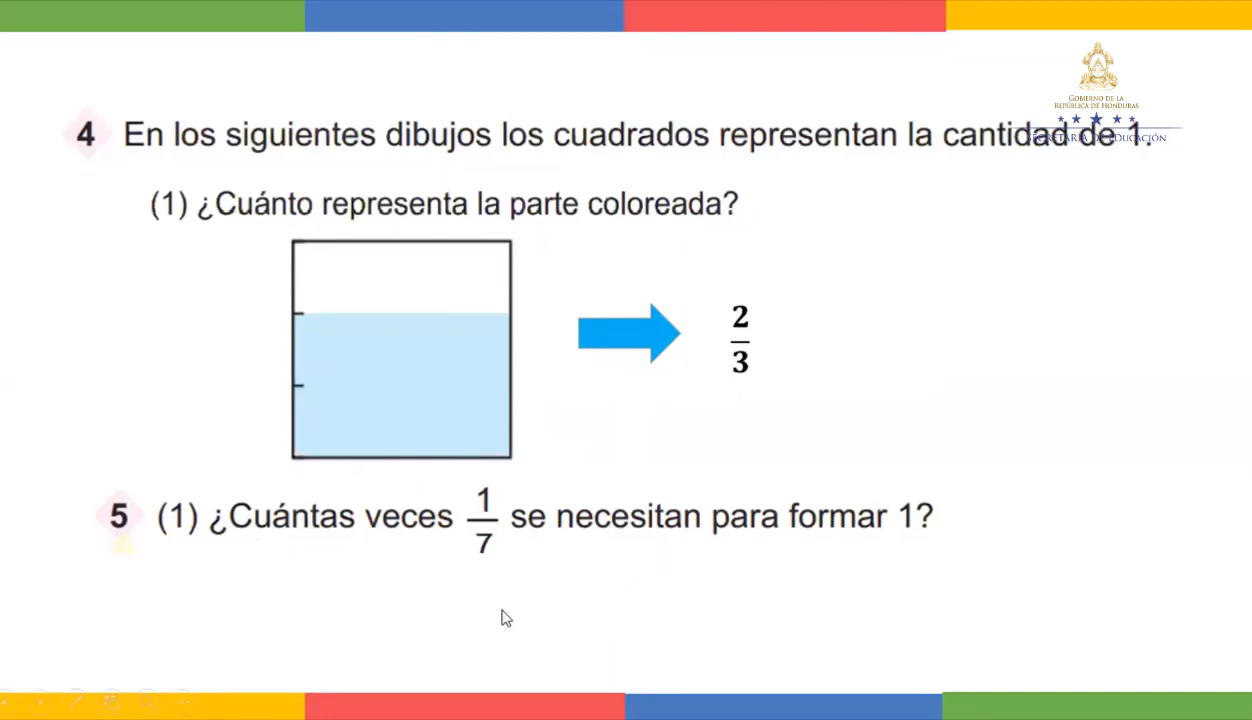 GOBIERNO DE LA
REPÚBLICA DE HONDURAS
SECRETARÍA DE EDUCACIÓN
4 En los siguientes dibujos los cuadrados representan la cantidad de 1.
(1) ¿Cuánto representa la parte coloreada?
2
3
5 (1) ¿Cuántas veces 1/7 se necesitan para formar 1?